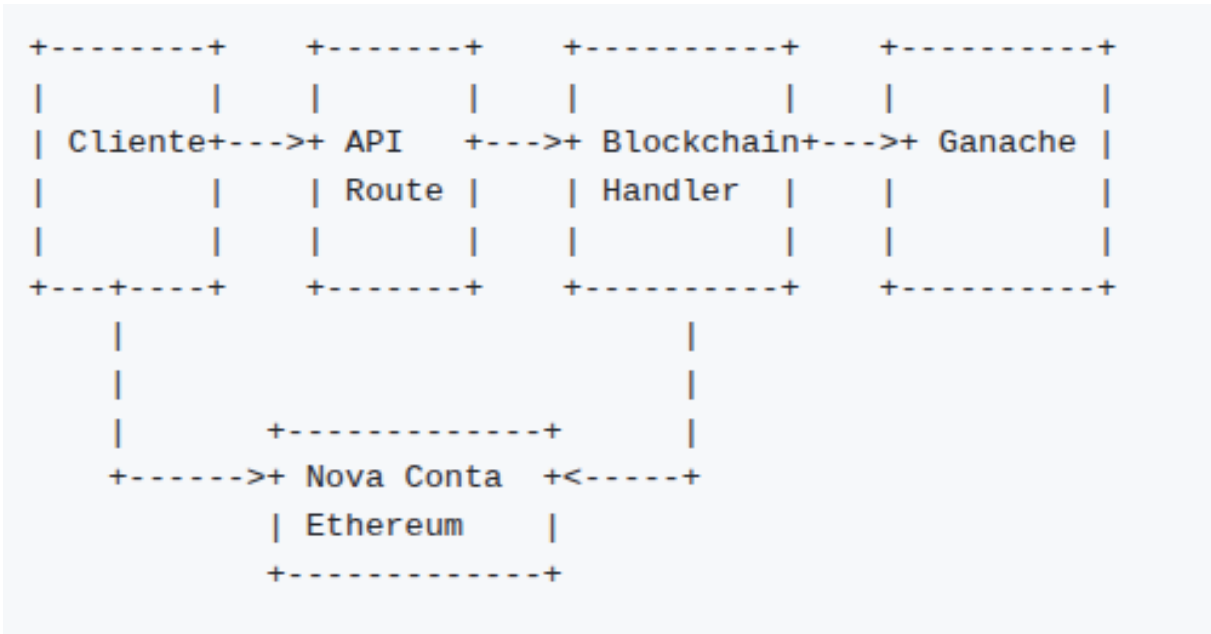 +--------+    +-------+    +----------+    +----------+
|        |    |       |    |          |    |          |
| Cliente+--->+ API   +--->+ Blockchain+--->+ Ganache |
|        |    | Route |    | Handler  |    |          |
|        |    |       |    |          |    |          |
+---+----+    +-------+    +----------+    +----------+
    |                            |
    |                            |
    |       +-------------+      |
    +------>+ Nova Conta  +<-----+
            | Ethereum    |
            +-------------+